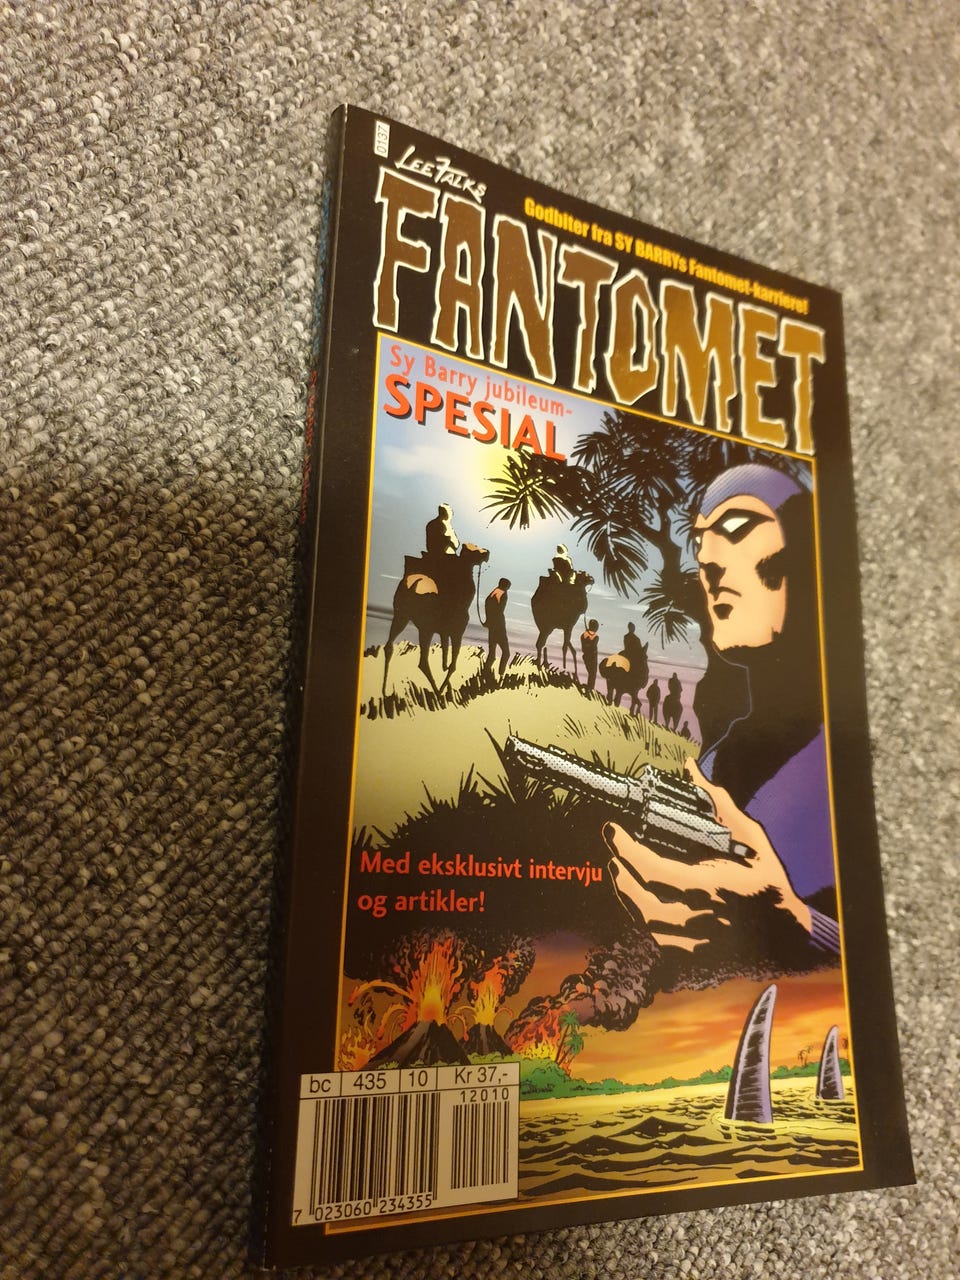 0137
LEE FALKS
Godbiter fra SY BARRYs Fantomet-karriere!
FANTOMET
Sy Barry jubileum-
SPESIAL
Med eksklusivt intervju
og artikler!
bc 435 10 Kr 37,-
12010
7 023060 234355